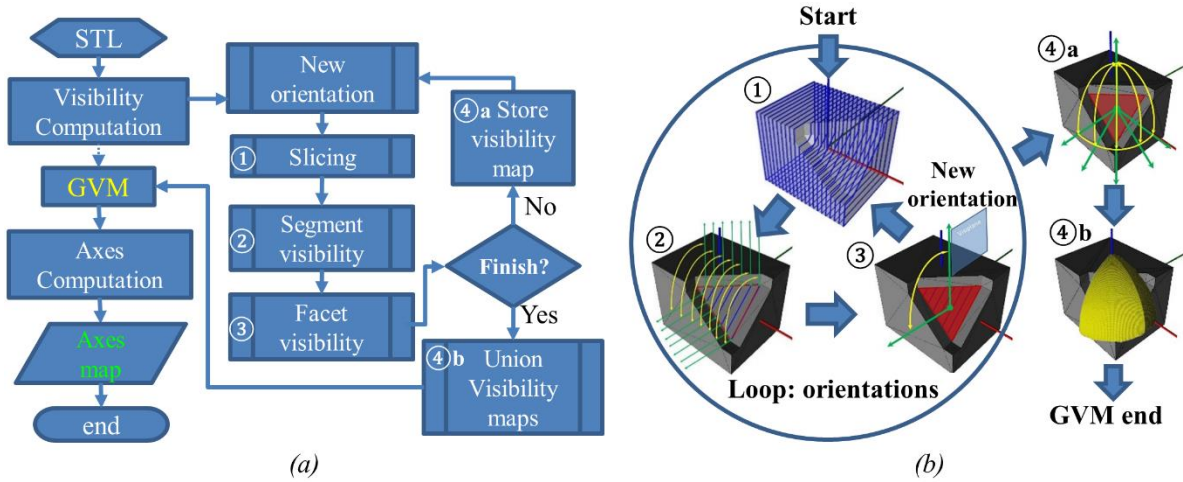 STL
Visibility
Computation
GVM
Axes
Computation
Axes
map
end
New
orientation
① Slicing
② Segment
visibility
③ Facet
visibility
④a Store
visibility
map
No
Finish?
Yes
④b Union
Visibility
maps
(a)
Start
①
②
③
New
orientation
Loop: orientations
④a
④b
GVM end
(b)